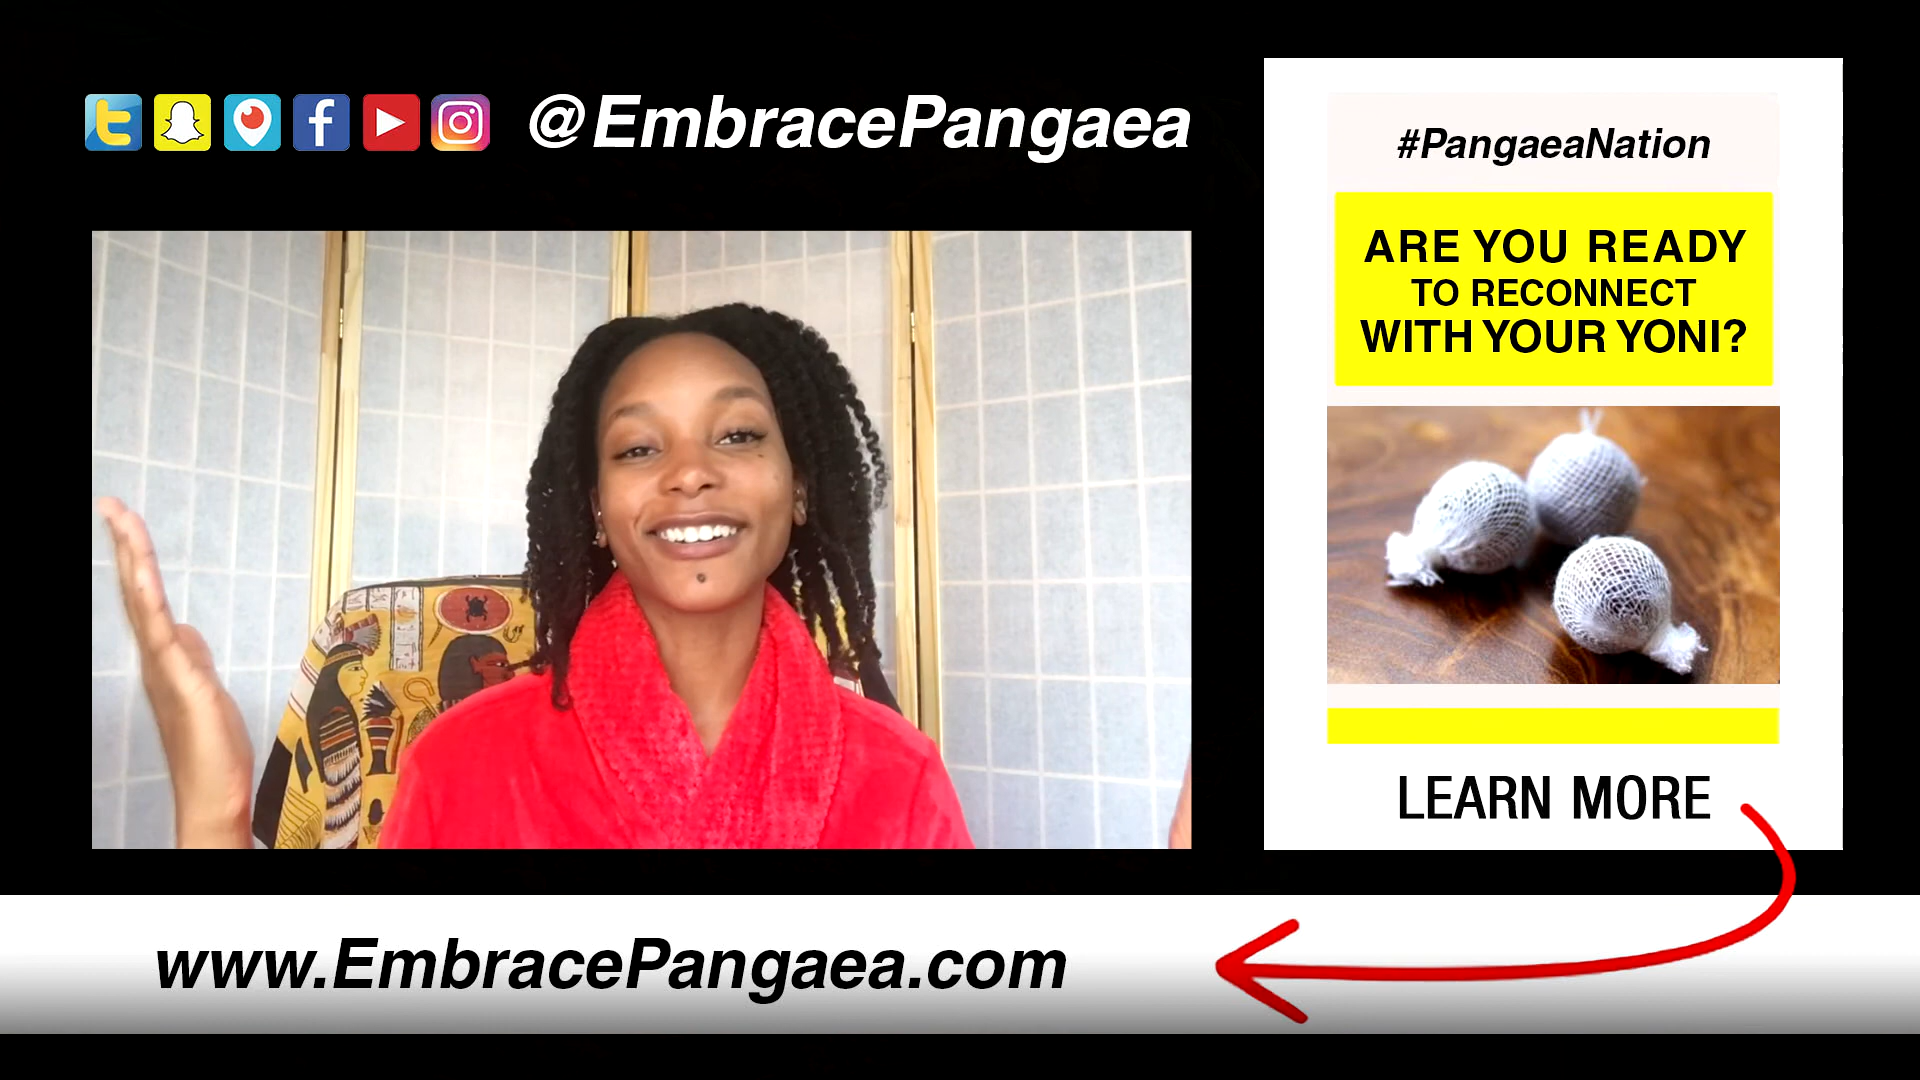 @EmbracePangaea
#PangaeaNation
ARE YOU READY
TO RECONNECT
WITH YOUR YONI?
LEARN MORE
www.EmbracePangaea.com